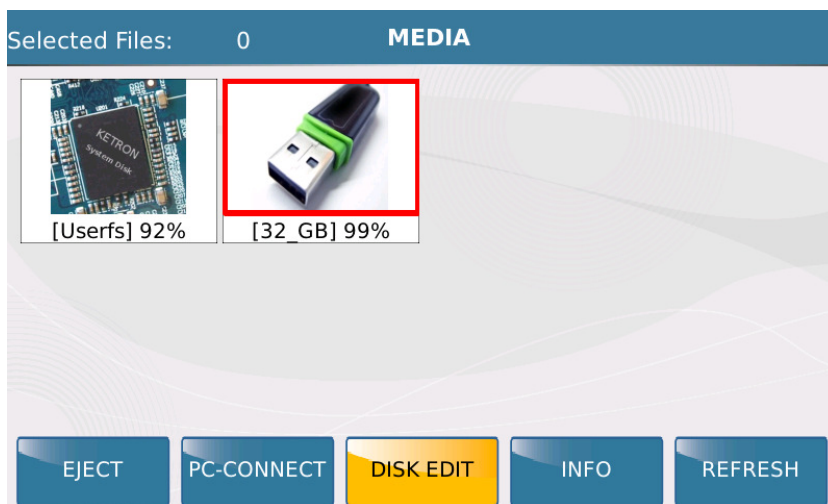 Selected Files: 0 MEDIA
KETRON
System Disk
[Userfs] 92%
[32_GB] 99%
EJECT
PC-CONNECT
DISK EDIT
INFO
REFRESH